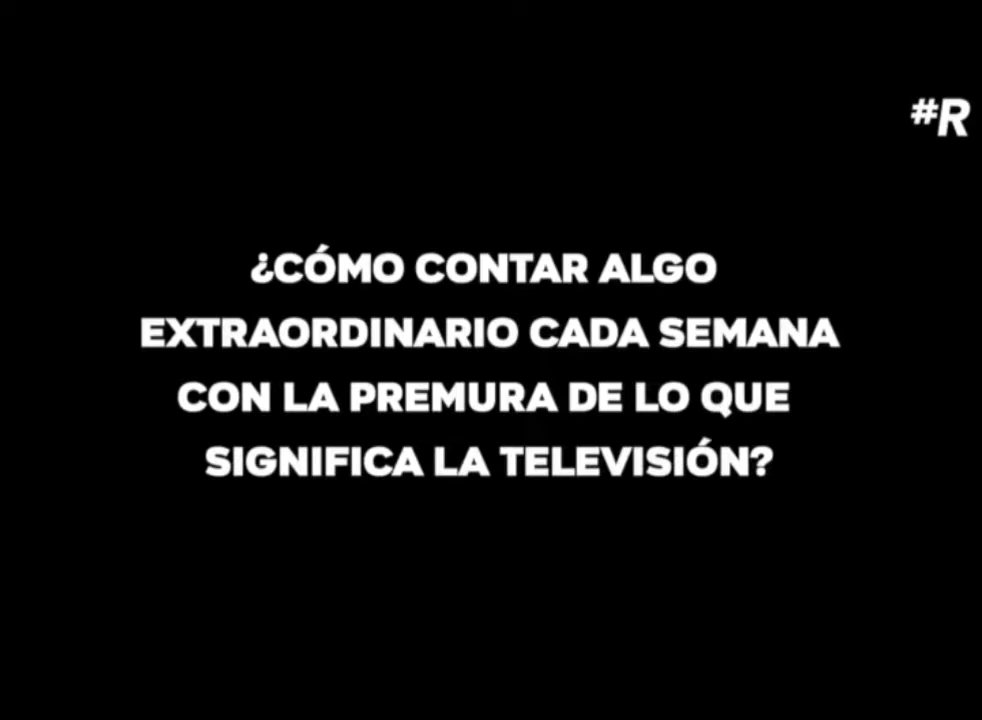 #R
¿CÓMO CONTAR ALGO
EXTRAORDINARIO CADA SEMANA
CON LA PREMURA DE LO QUE
SIGNIFICA LA TELEVISIÓN?